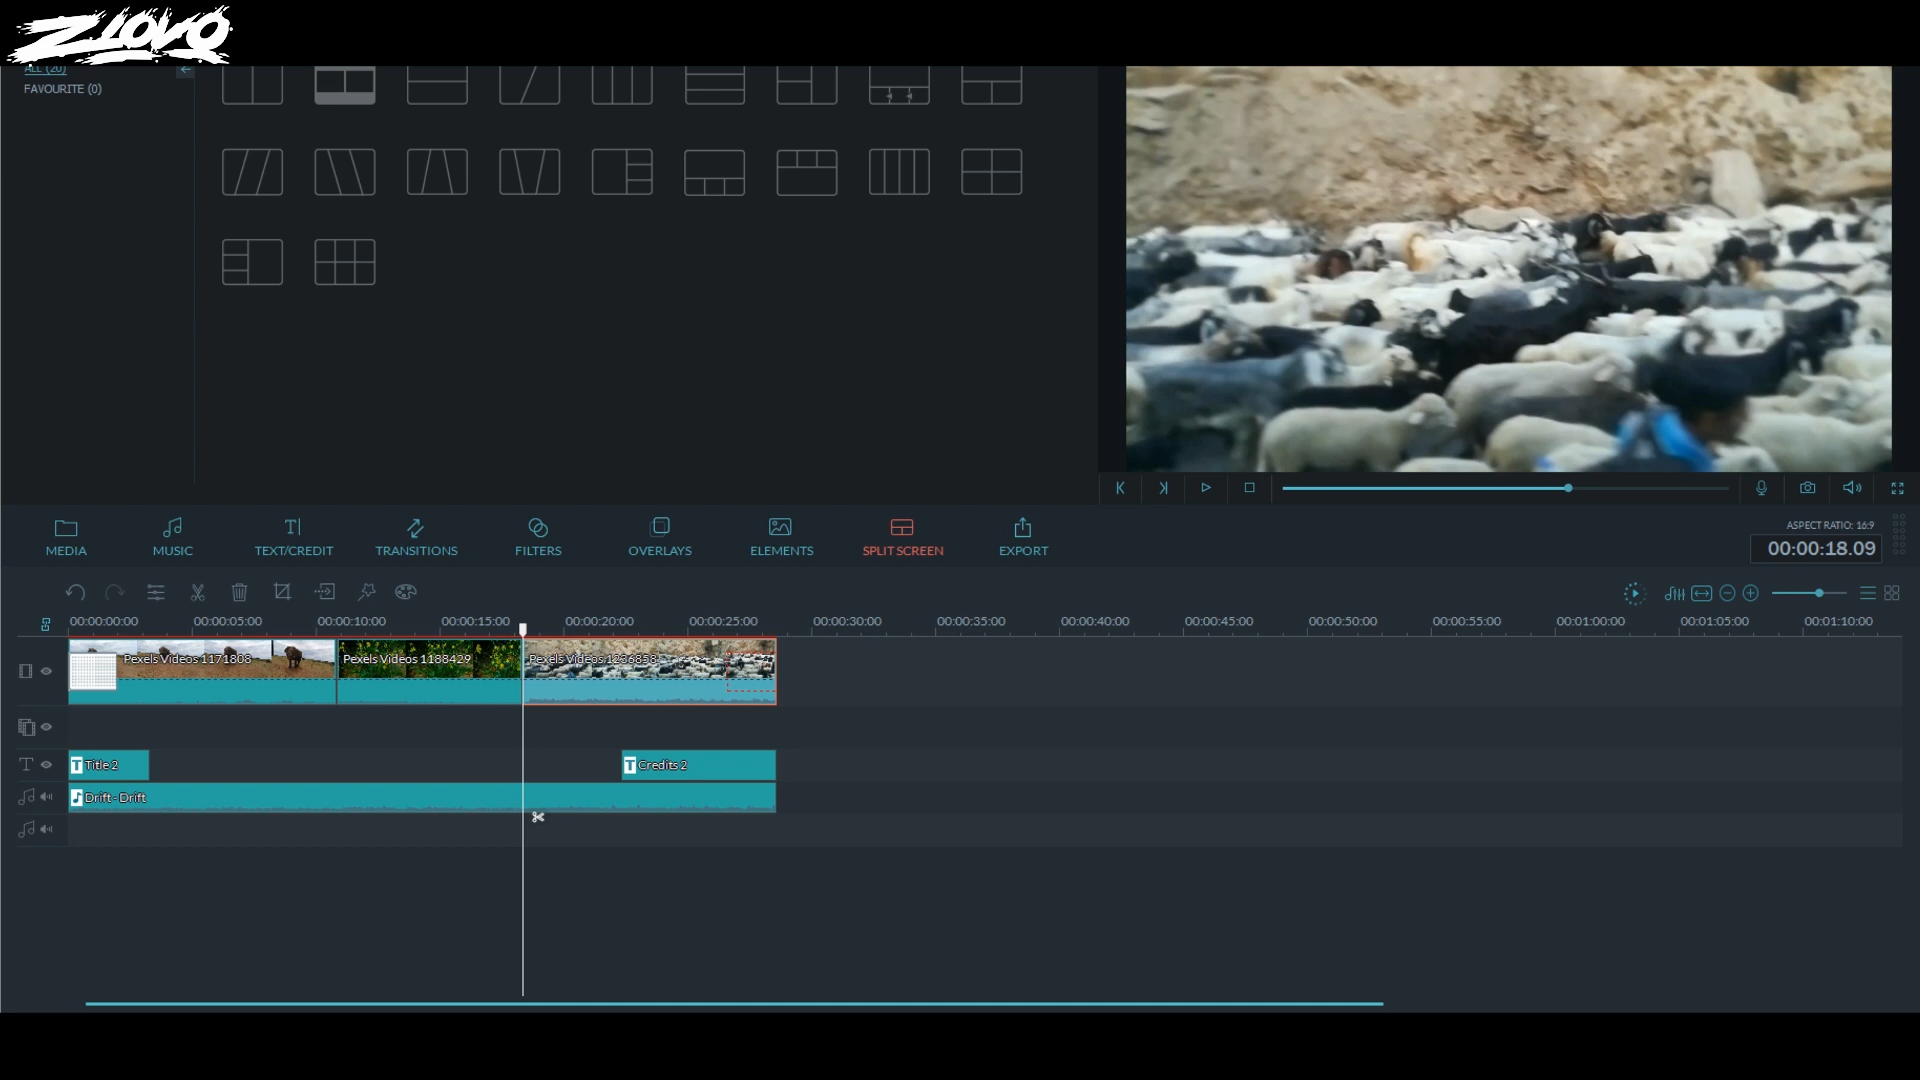 ZLOVO
ALL (20)
FAVOURITE (0)
MEDIA
MUSIC
TEXT/CREDIT
TRANSITIONS
FILTERS
OVERLAYS
ELEMENTS
SPLIT SCREEN
EXPORT
ASPECT RATIO: 16:9
00:00:18.09
00:00:00:00
00:00:05:00
00:00:10:00
00:00:15:00
00:00:20:00
00:00:25:00
00:00:30:00
00:00:35:00
00:00:40:00
00:00:45:00
00:00:50:00
00:00:55:00
00:01:00:00
00:01:05:00
00:01:10:00
Pexels Videos 1171808
Pexels Videos 1188429
Pexels Videos 1236858
T Title 2
T Credits 2
Drift - Drift